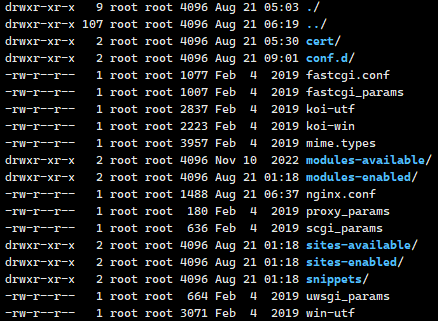 drwxr-xr-x   9 root root 4096 Aug 21 05:03 ./
drwxr-xr-x 107 root root 4096 Aug 21 06:19 ../
drwxr-xr-x   2 root root 4096 Aug 21 05:30 cert/
drwxr-xr-x   2 root root 4096 Aug 21 09:01 conf.d/
-rw-r--r--   1 root root 1077 Feb  4  2019 fastcgi.conf
-rw-r--r--   1 root root 1007 Feb  4  2019 fastcgi_params
-rw-r--r--   1 root root 2837 Feb  4  2019 koi-utf
-rw-r--r--   1 root root 2223 Feb  4  2019 koi-win
-rw-r--r--   1 root root 3957 Feb  4  2019 mime.types
drwxr-xr-x   2 root root 4096 Nov 10  2022 modules-available/
drwxr-xr-x   2 root root 4096 Aug 21 01:18 modules-enabled/
-rw-r--r--   1 root root 1488 Aug 21 06:37 nginx.conf
-rw-r--r--   1 root root  180 Feb  4  2019 proxy_params
-rw-r--r--   1 root root  636 Feb  4  2019 scgi_params
drwxr-xr-x   2 root root 4096 Aug 21 01:18 sites-available/
drwxr-xr-x   2 root root 4096 Aug 21 01:18 sites-enabled/
drwxr-xr-x   2 root root 4096 Aug 21 01:18 snippets/
-rw-r--r--   1 root root  664 Feb  4  2019 uwsgi_params
-rw-r--r--   1 root root 3071 Feb  4  2019 win-utf